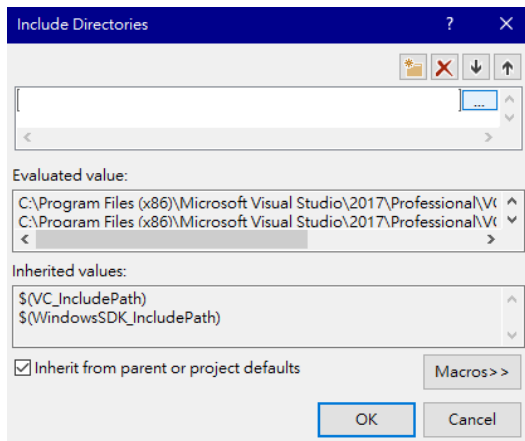 Include Directories
...
Evaluated value:
C:\Program Files (x86)\Microsoft Visual Studio\2017\Professional\V
C:\Program Files (x86)\Microsoft Visual Studio\2017\Professional\V
Inherited values:
$(VC_IncludePath)
$(WindowsSDK_IncludePath)
Inherit from parent or project defaults
Macros>>
OK Cancel